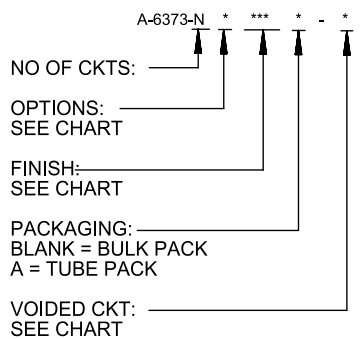 A-6373-N * *** * - *
NO OF CKTS:
OPTIONS:
SEE CHART
FINISH:
SEE CHART
PACKAGING:
BLANK = BULK PACK
A = TUBE PACK
VOIDED CKT:
SEE CHART